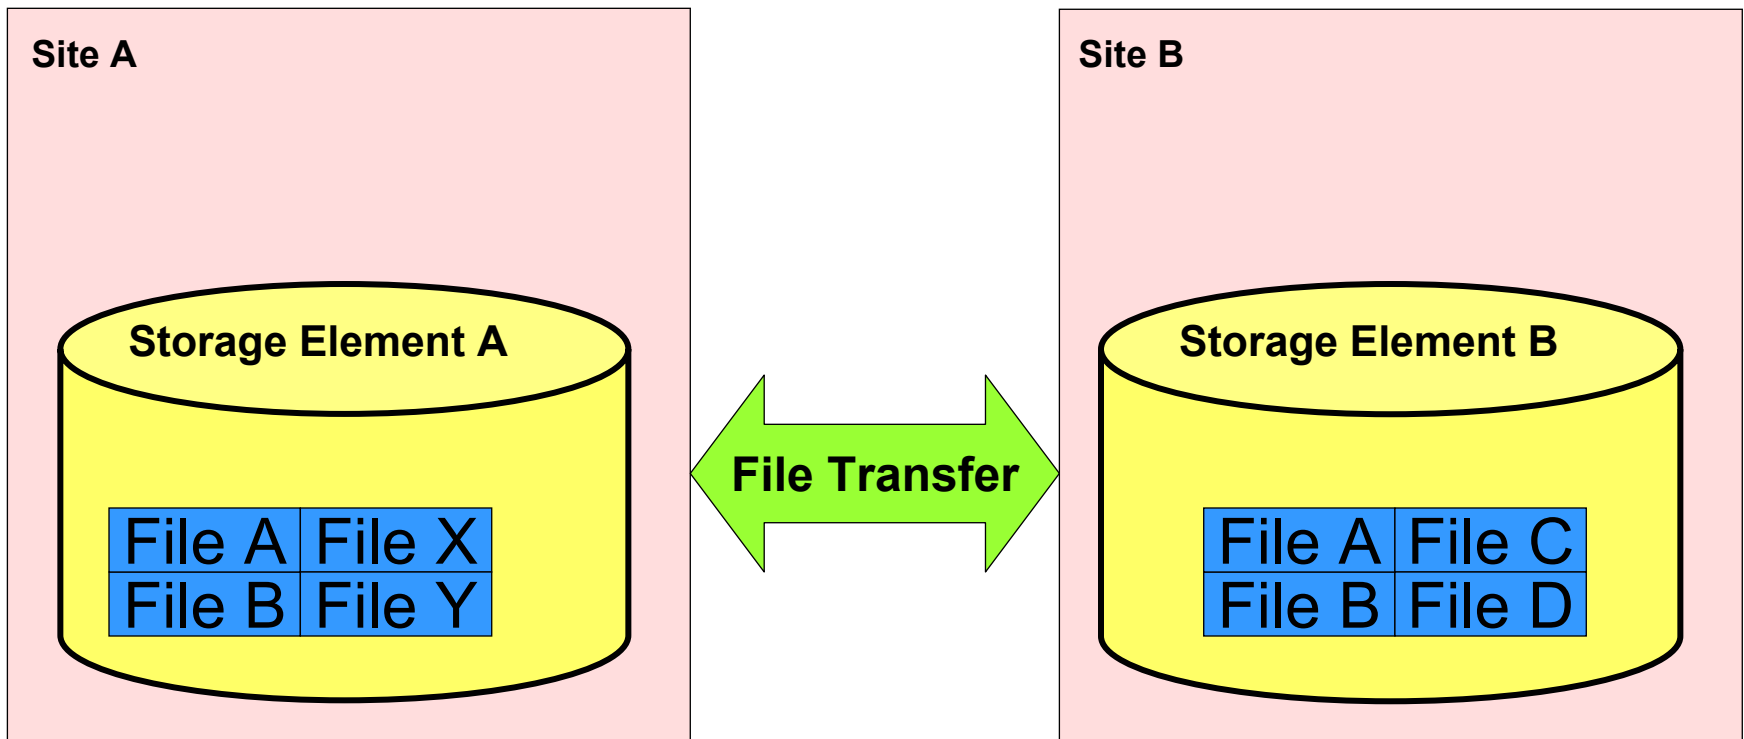 Site A
Storage Element A
File A File X
File B File Y
File Transfer
Site B
Storage Element B
File A File C
File B File D